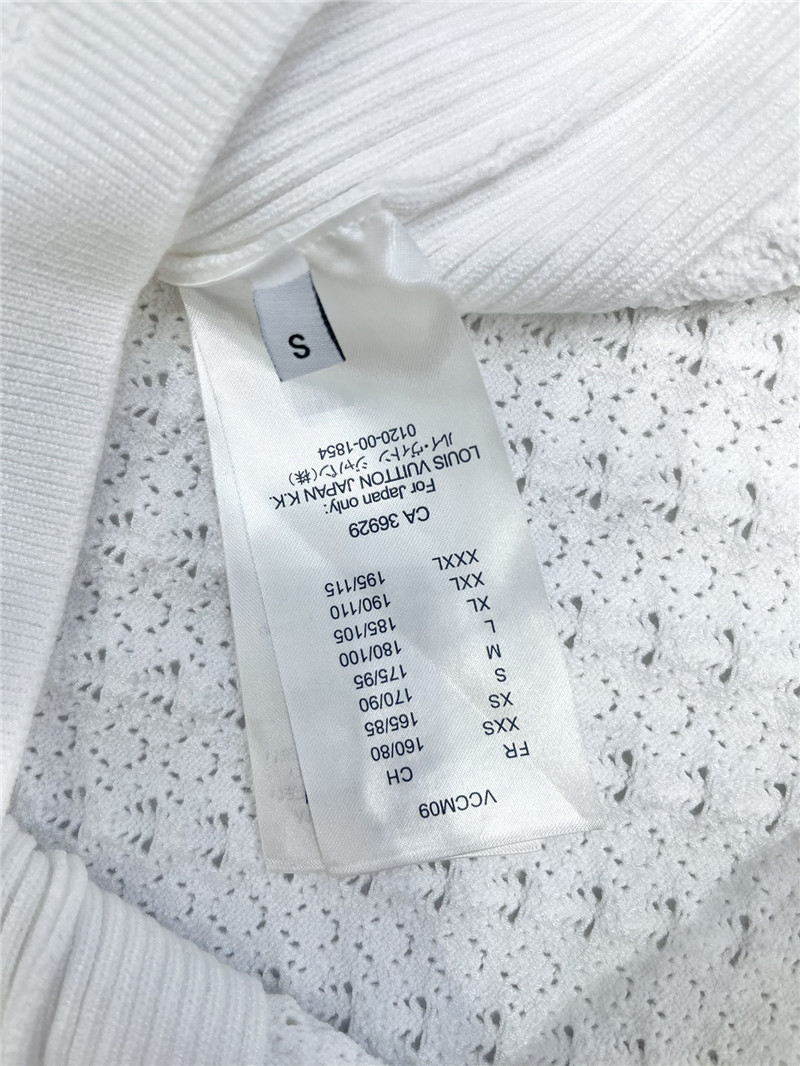 VCCM09
FR CH
XXS 160/80
XS 165/85
S 170/90
M 175/95
L 180/100
XL 185/105
XXL 190/110
XXXL 195/115
CA 36929
For Japan only:
LOUIS VUITTON JAPAN K.K.
ルイ・ヴィトン ジャパン(株)
0120-00-1854
S